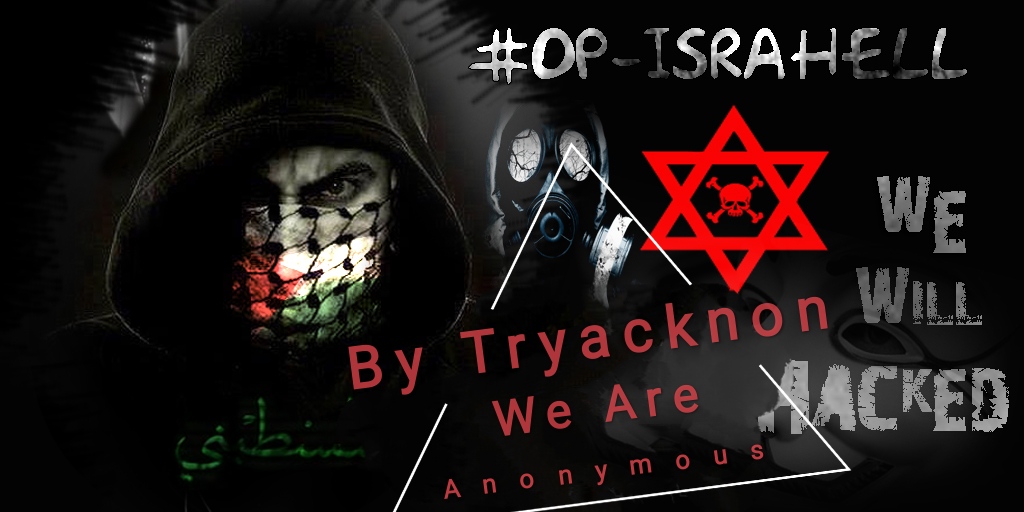 #OP-ISRAHELL
WE
WILL
HACKED
By Tryacknon
We Are
Anonymous